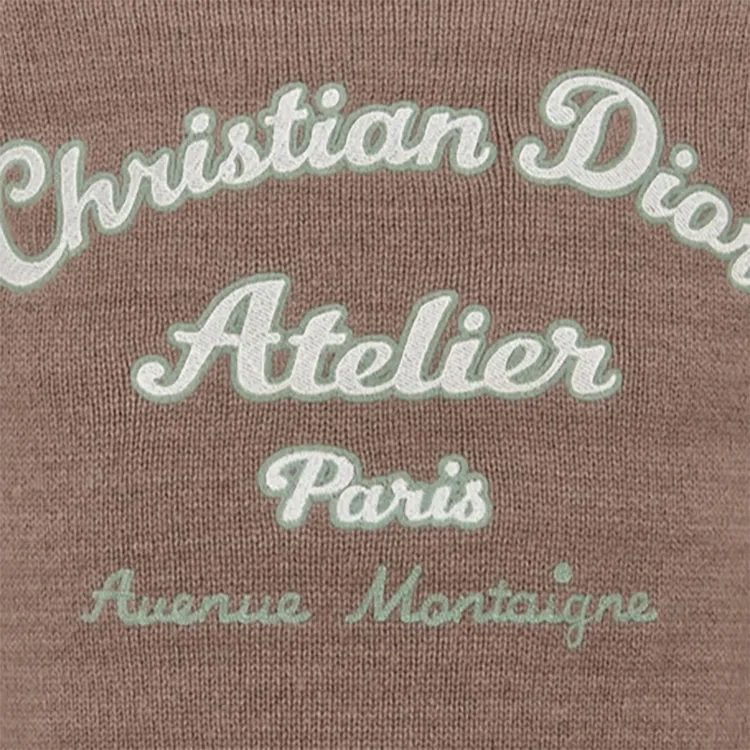 Christian Dior
Atelier
Paris
Avenue Montaigne